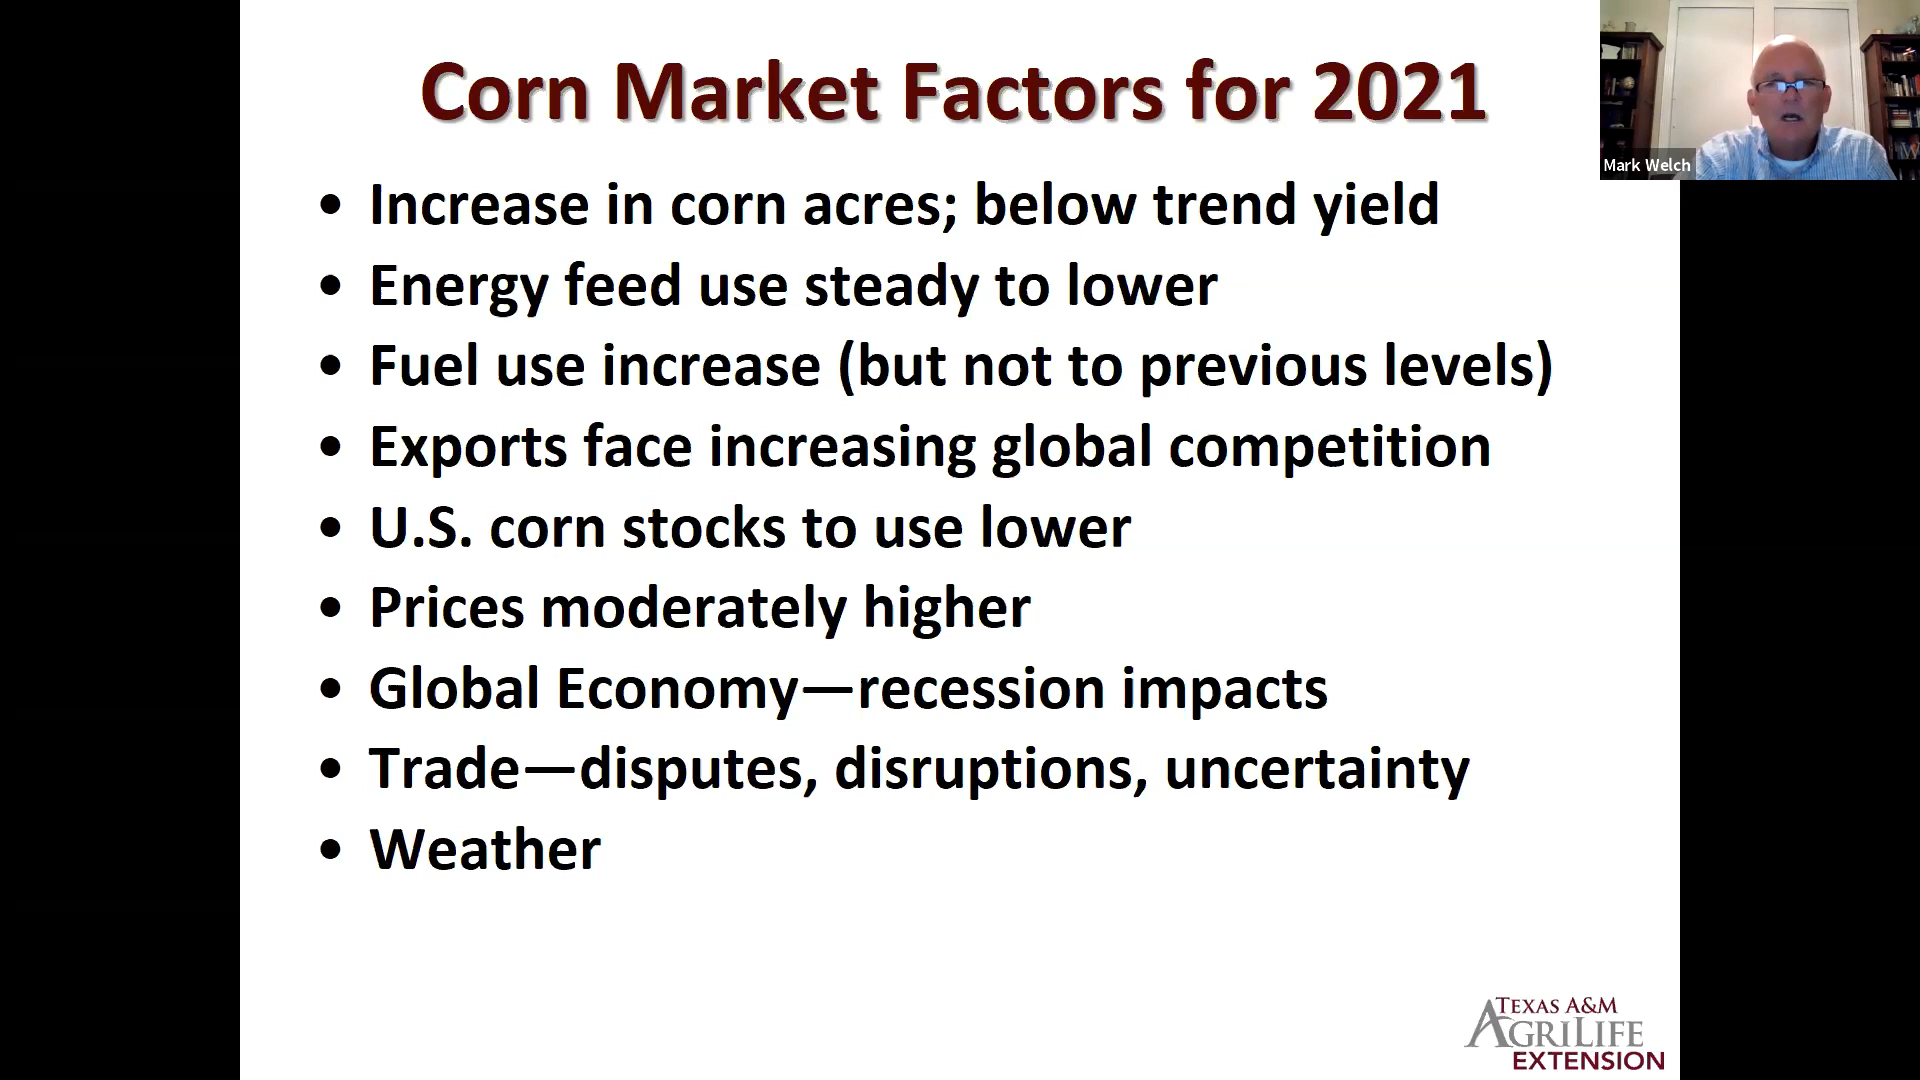 Corn Market Factors for 2021
Mark Welch
• Increase in corn acres; below trend yield
• Energy feed use steady to lower
• Fuel use increase (but not to previous levels)
• Exports face increasing global competition
• U.S. corn stocks to use lower
• Prices moderately higher
• Global Economy—recession impacts
• Trade—disputes, disruptions, uncertainty
• Weather
TEXAS A&M
AGRILIFE
EXTENSION